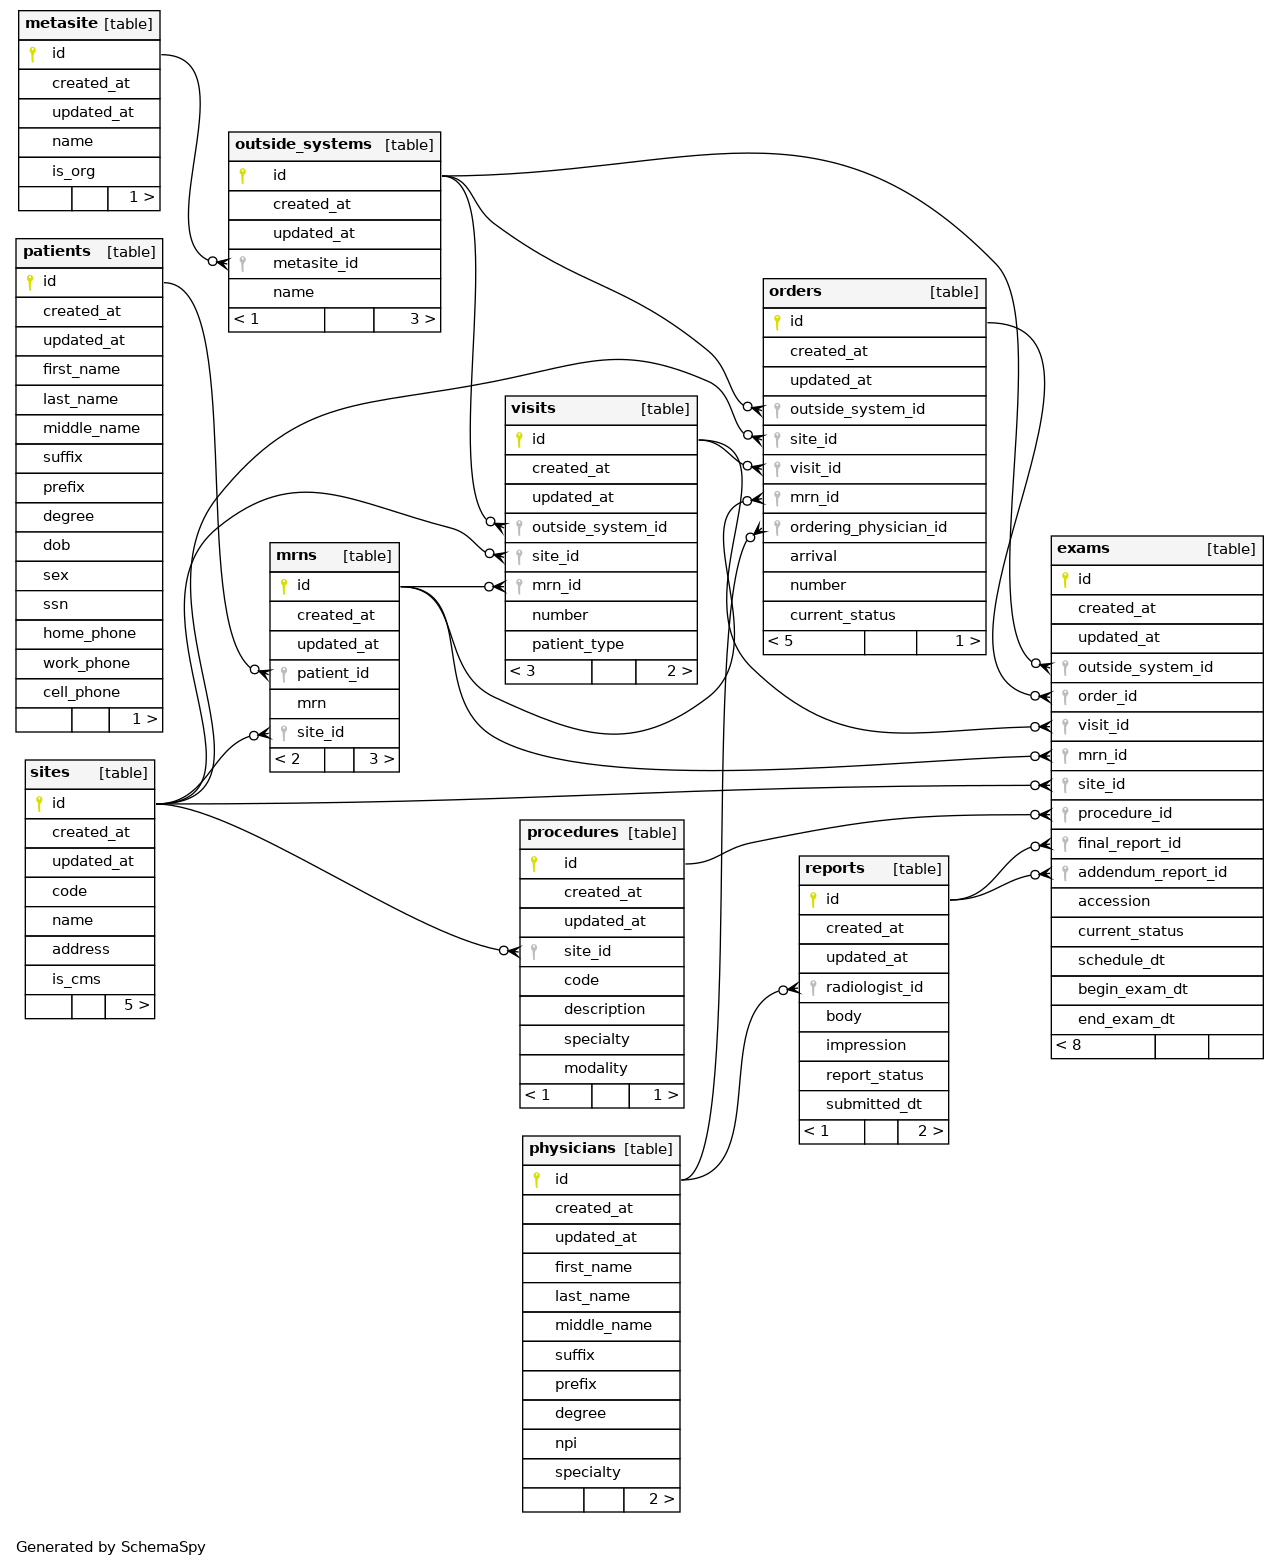 metasite [table]
id
created_at
updated_at
name
is_org
1 >
outside_systems [table]
id
created_at
updated_at
metasite_id
name
< 1 3 >
patients [table]
id
created_at
updated_at
first_name
last_name
middle_name
suffix
prefix
degree
dob
sex
ssn
home_phone
work_phone
cell_phone
1 >
orders [table]
id
created_at
updated_at
outside_system_id
site_id
visit_id
mrn_id
ordering_physician_id
arrival
number
current_status
< 5 1 >
visits [table]
id
created_at
updated_at
outside_system_id
site_id
mrn_id
number
patient_type
< 3 2 >
mrns [table]
id
created_at
updated_at
patient_id
mrn
site_id
< 2 3 >
exams [table]
id
created_at
updated_at
outside_system_id
order_id
visit_id
mrn_id
site_id
procedure_id
final_report_id
addendum_report_id
accession
current_status
schedule_dt
begin_exam_dt
end_exam_dt
< 8
sites [table]
id
created_at
updated_at
code
name
address
is_cms
5 >
procedures [table]
id
created_at
updated_at
site_id
code
description
specialty
modality
< 1 1 >
reports [table]
id
created_at
updated_at
radiologist_id
body
impression
report_status
submitted_dt
< 1 2 >
physicians [table]
id
created_at
updated_at
first_name
last_name
middle_name
suffix
prefix
degree
npi
specialty
2 >
Generated by SchemaSpy